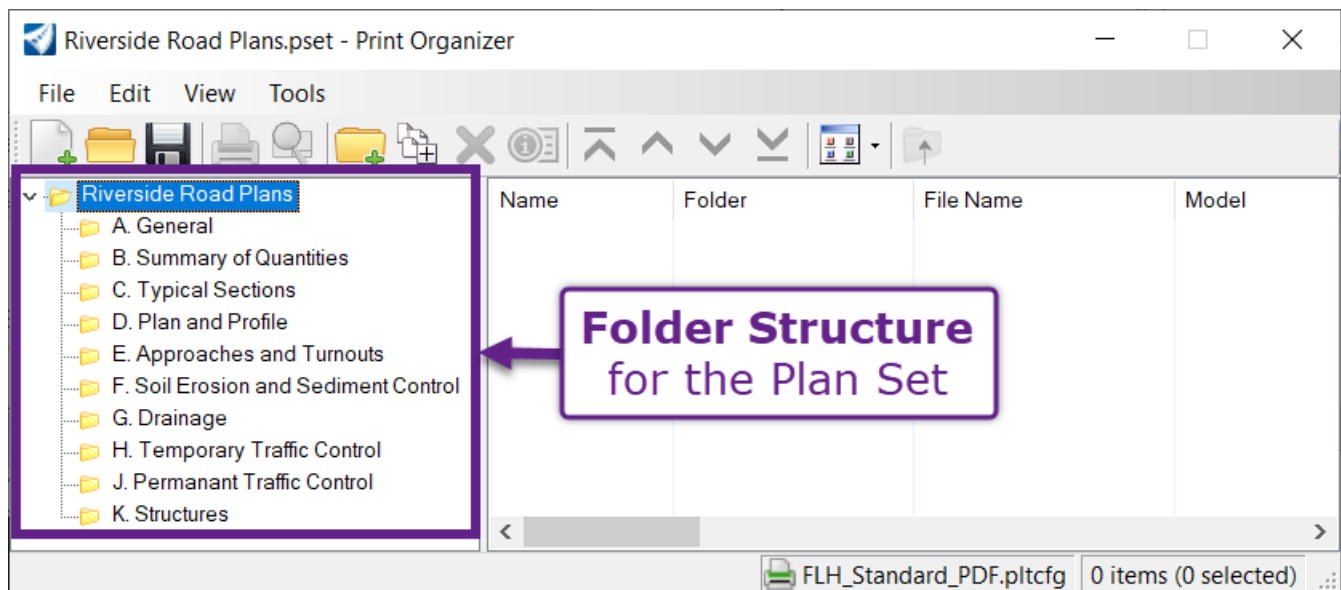 Riverside Road Plans.pset - Print Organizer
File Edit View Tools
Riverside Road Plans
A. General
B. Summary of Quantities
C. Typical Sections
D. Plan and Profile
E. Approaches and Turnouts
F. Soil Erosion and Sediment Control
G. Drainage
H. Temporary Traffic Control
J. Permanant Traffic Control
K. Structures
Name Folder File Name Model
Folder Structure
for the Plan Set
FLH_Standard_PDF.pltcfg 0 items (0 selected)